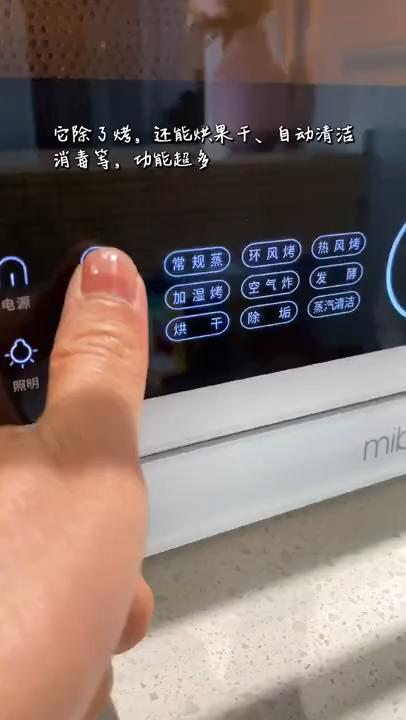 它除了烤，还能烘果干、自动清洁
消毒等，功能超多
常规蒸 环风烤 热风烤
电源 加湿烤 空气炸 发酵
烘干 除垢 蒸汽清洁
照明
mib